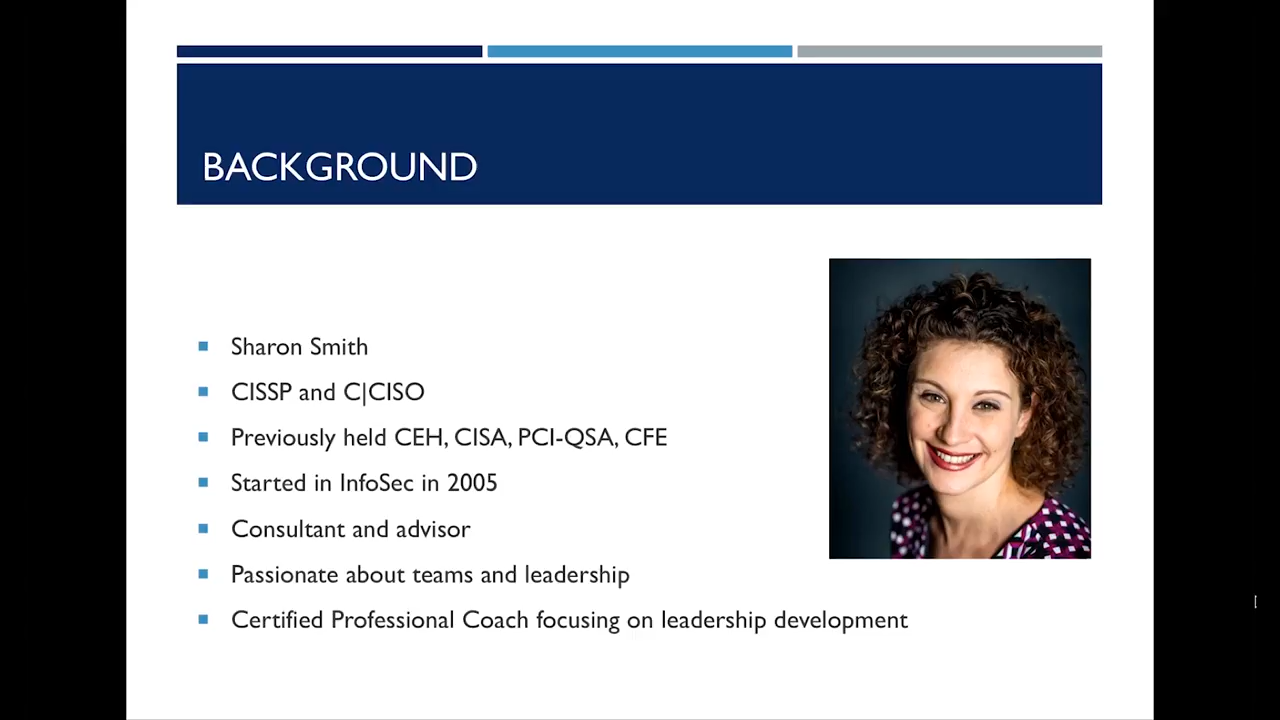 BACKGROUND
Sharon Smith
CISSP and C|CISO
Previously held CEH, CISA, PCI-QSA, CFE
Started in InfoSec in 2005
Consultant and advisor
Passionate about teams and leadership
Certified Professional Coach focusing on leadership development